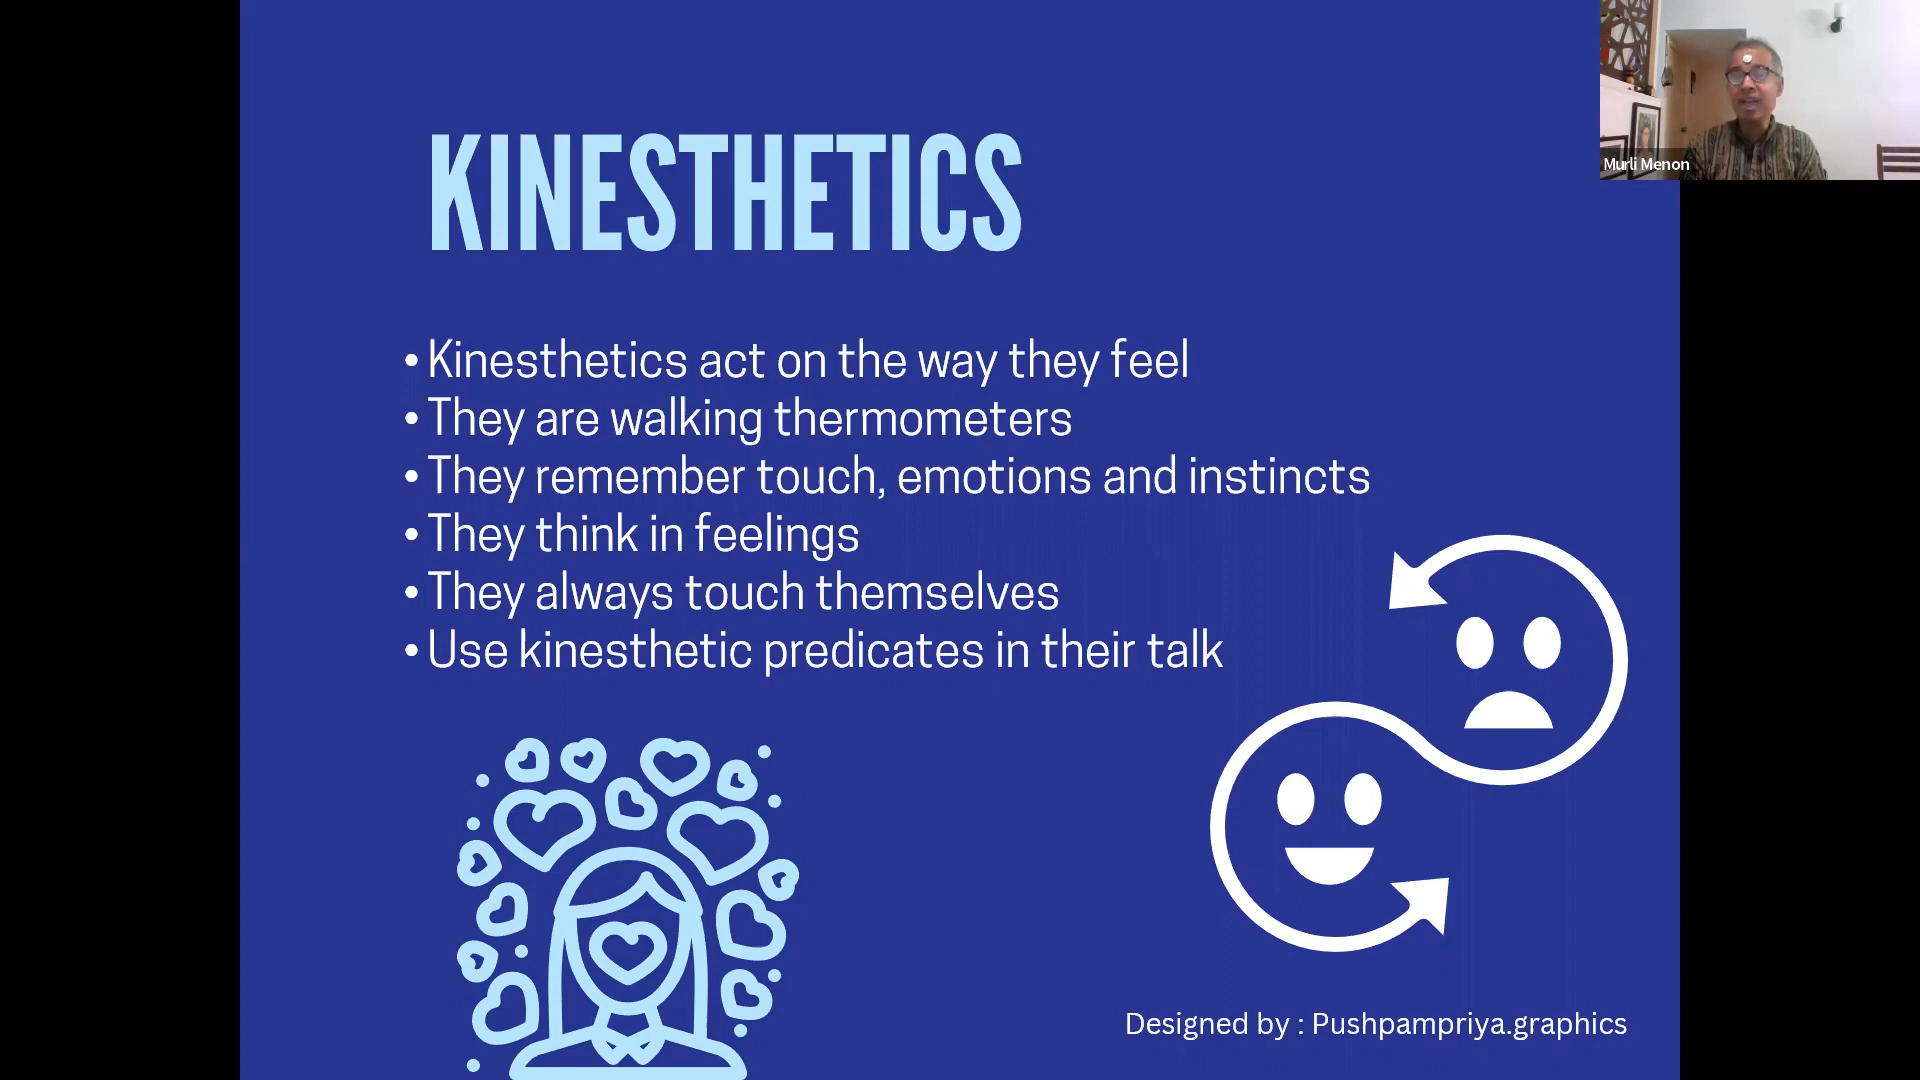 Murli Menon
KINESTHETICS
• Kinesthetics act on the way they feel
• They are walking thermometers
• They remember touch, emotions and instincts
• They think in feelings
• They always touch themselves
• Use kinesthetic predicates in their talk
Designed by : Pushpampriya.graphics